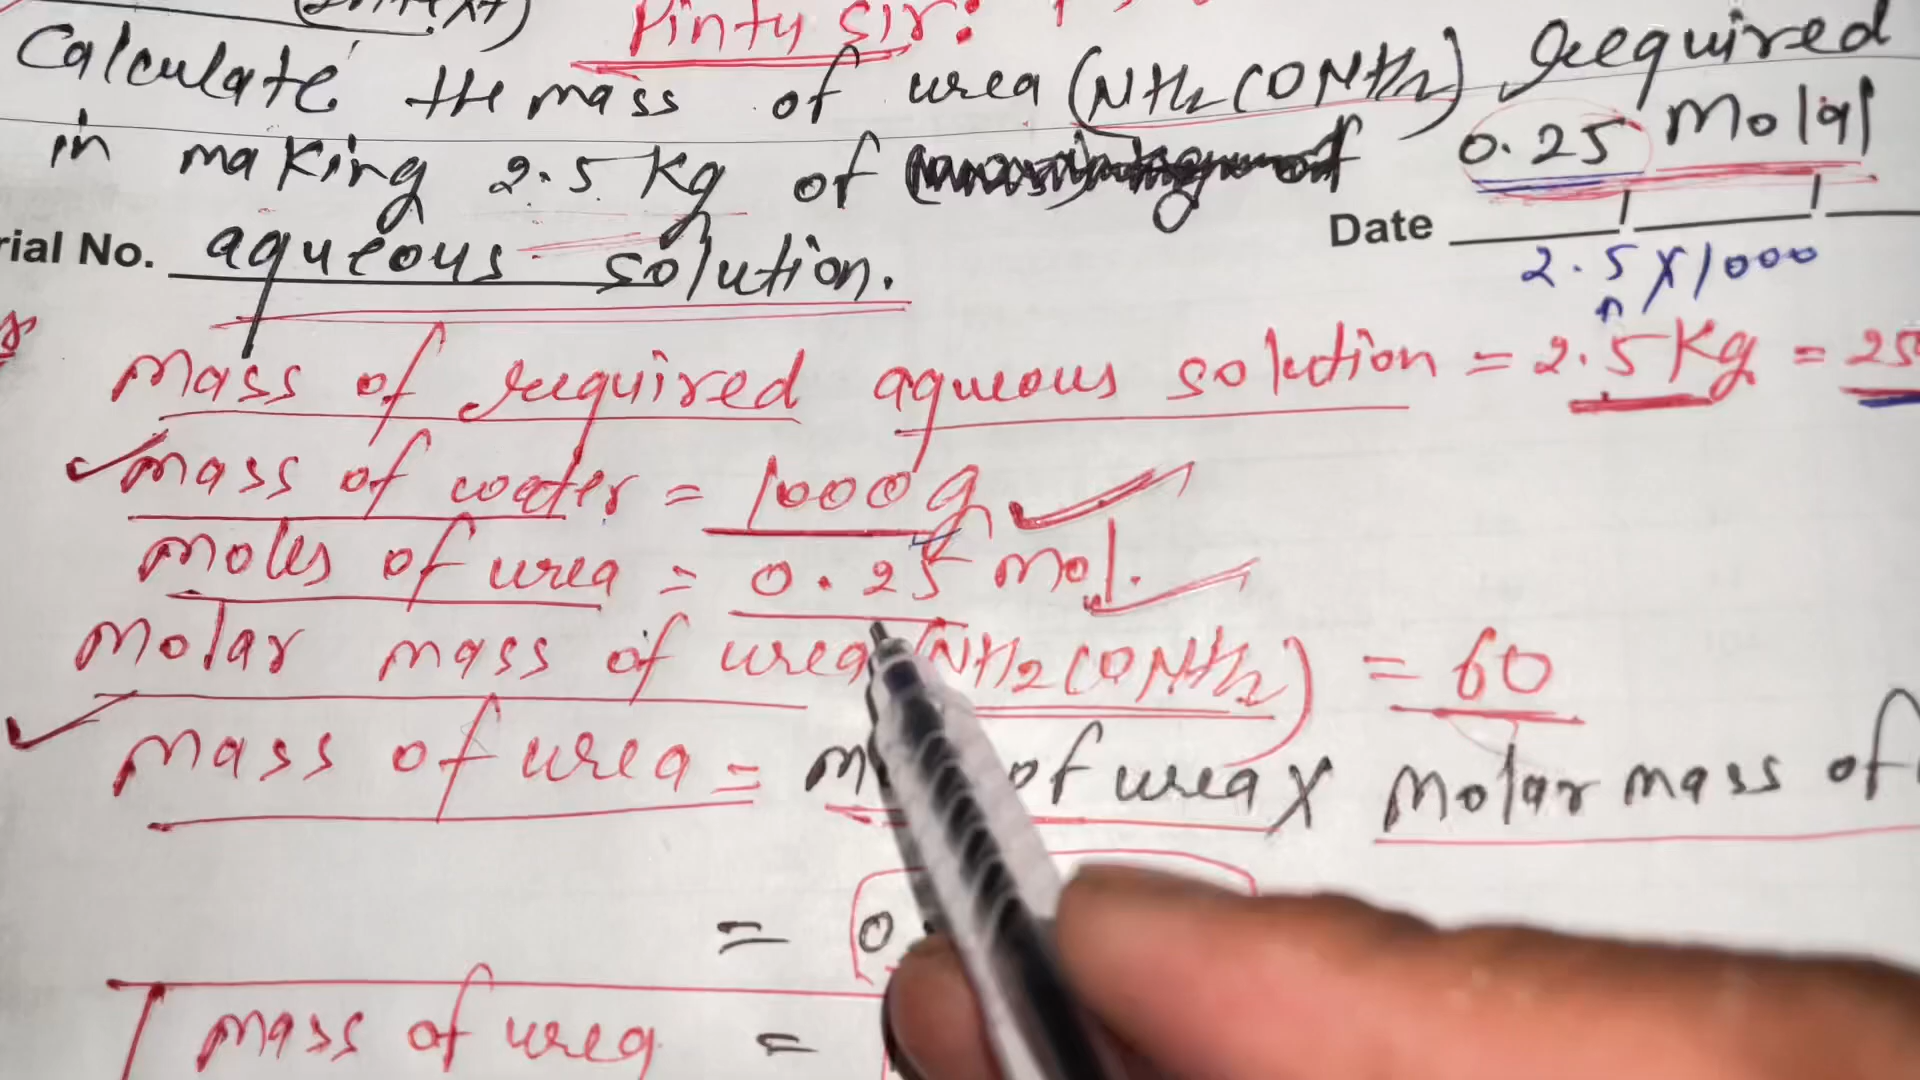 Pinty Sir:
Calculate the mass of urea (NH2CONH2) required
in making 2.5 Kg of 0.25 Molal
rial No. aqueous solution. Date
2.5 X 1000
Mass of required aqueous solution = 2.5 Kg = 25
Mass of water = 1000g
Moles of urea = 0.25 mol.
Molar mass of urea (NH2CONH2) = 60
Mass of urea = of urea X Molar mass of
= 0.
Mass of urea =